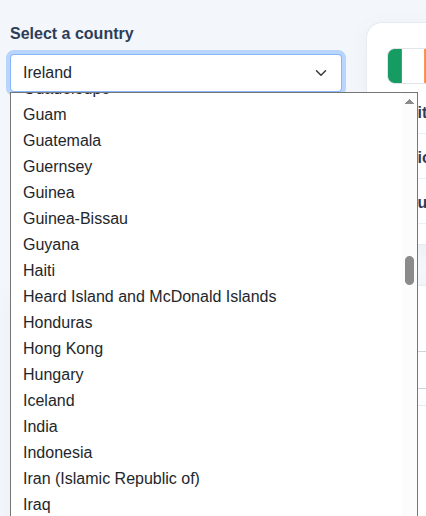 Select a country
Ireland
Guam
Guatemala
Guernsey
Guinea
Guinea-Bissau
Guyana
Haiti
Heard Island and McDonald Islands
Honduras
Hong Kong
Hungary
Iceland
India
Indonesia
Iran (Islamic Republic of)
Iraq